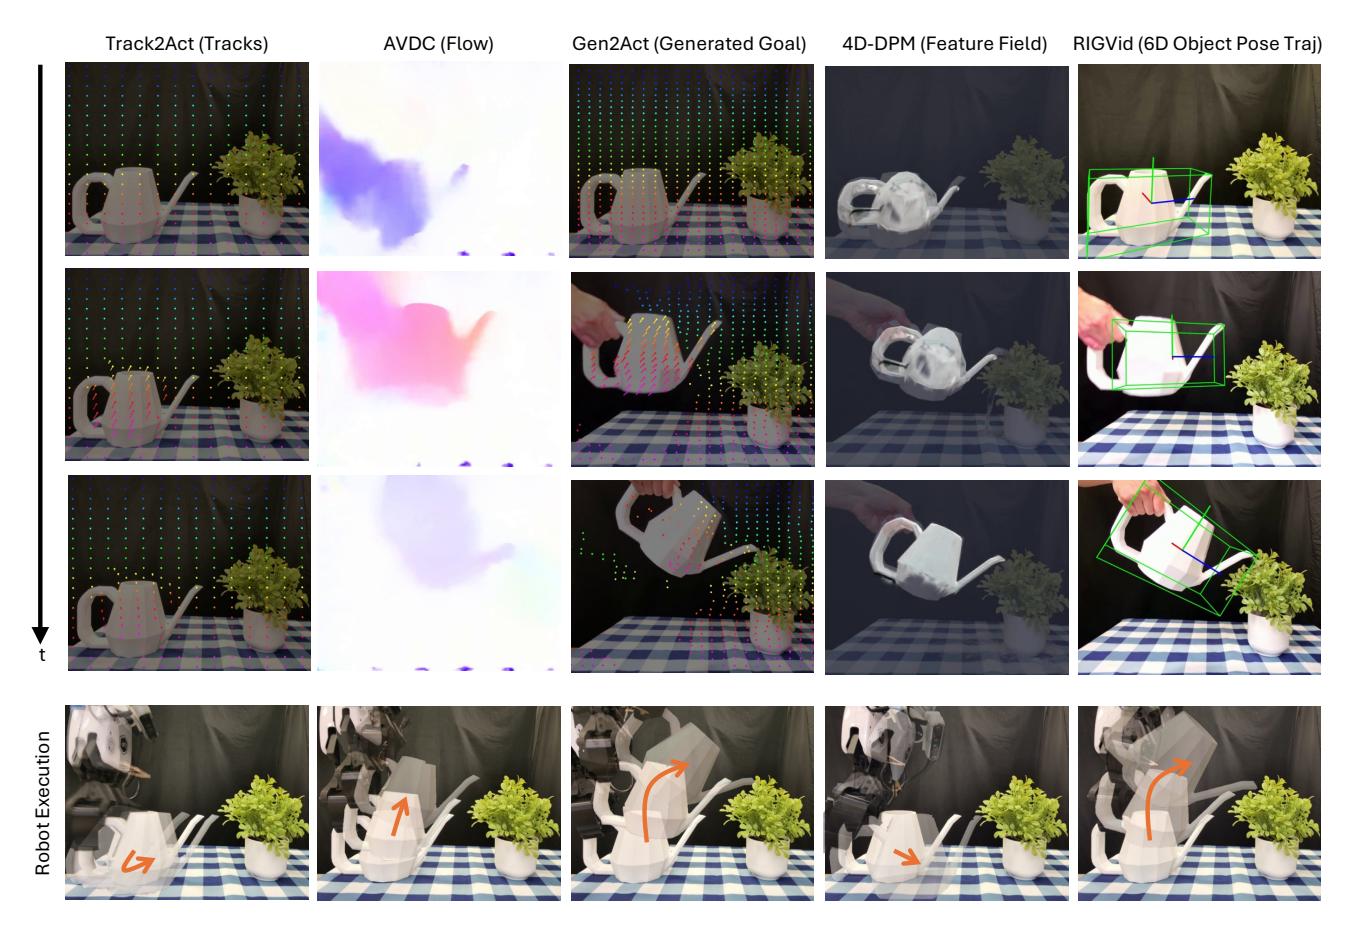 Track2Act (Tracks)
AVDC (Flow)
Gen2Act (Generated Goal)
4D-DPM (Feature Field)
RIGVid (6D Object Pose Traj)
t
Robot Execution